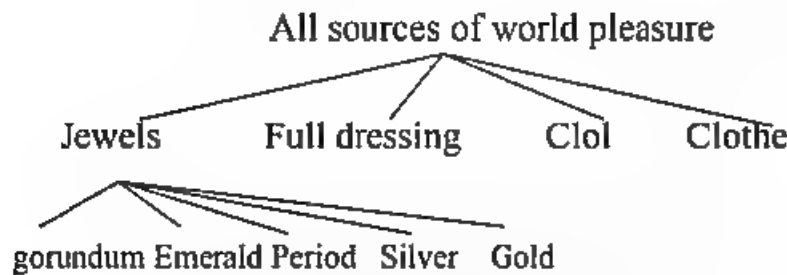 All sources of world pleasure
Jewels Full dressing Clol Clothe
gorundum Emerald Period Silver Gold